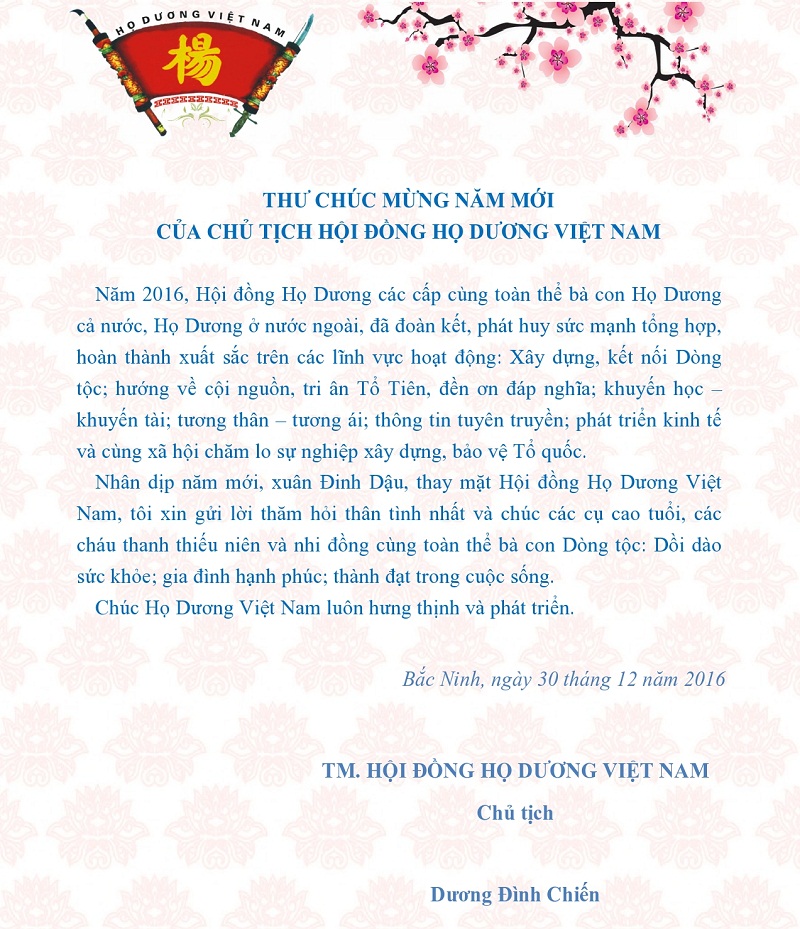 HỌ DƯƠNG VIỆT NAM
楊
THƯ CHÚC MỪNG NĂM MỚI
CỦA CHỦ TỊCH HỘI ĐỒNG HỌ DƯƠNG VIỆT NAM
Năm 2016, Hội đồng Họ Dương các cấp cùng toàn thể bà con Họ Dương
cả nước, Họ Dương ở nước ngoài, đã đoàn kết, phát huy sức mạnh tổng hợp,
hoàn thành xuất sắc trên các lĩnh vực hoạt động: Xây dựng, kết nối Dòng
tộc; hướng về cội nguồn, tri ân Tổ Tiên, đền ơn đáp nghĩa; khuyến học –
khuyến tài; tương thân – tương ái; thông tin tuyên truyền; phát triển kinh tế
và cùng xã hội chăm lo sự nghiệp xây dựng, bảo vệ Tổ quốc.
Nhân dịp năm mới, xuân Đinh Dậu, thay mặt Hội đồng Họ Dương Việt
Nam, tôi xin gửi lời thăm hỏi thân tình nhất và chúc các cụ cao tuổi, các
cháu thanh thiếu niên và nhi đồng cùng toàn thể bà con Dòng tộc: Dồi dào
sức khỏe; gia đình hạnh phúc; thành đạt trong cuộc sống.
Chúc Họ Dương Việt Nam luôn hưng thịnh và phát triển.
Bắc Ninh, ngày 30 tháng 12 năm 2016
TM. HỘI ĐỒNG HỌ DƯƠNG VIỆT NAM
Chủ tịch
Dương Đình Chiến